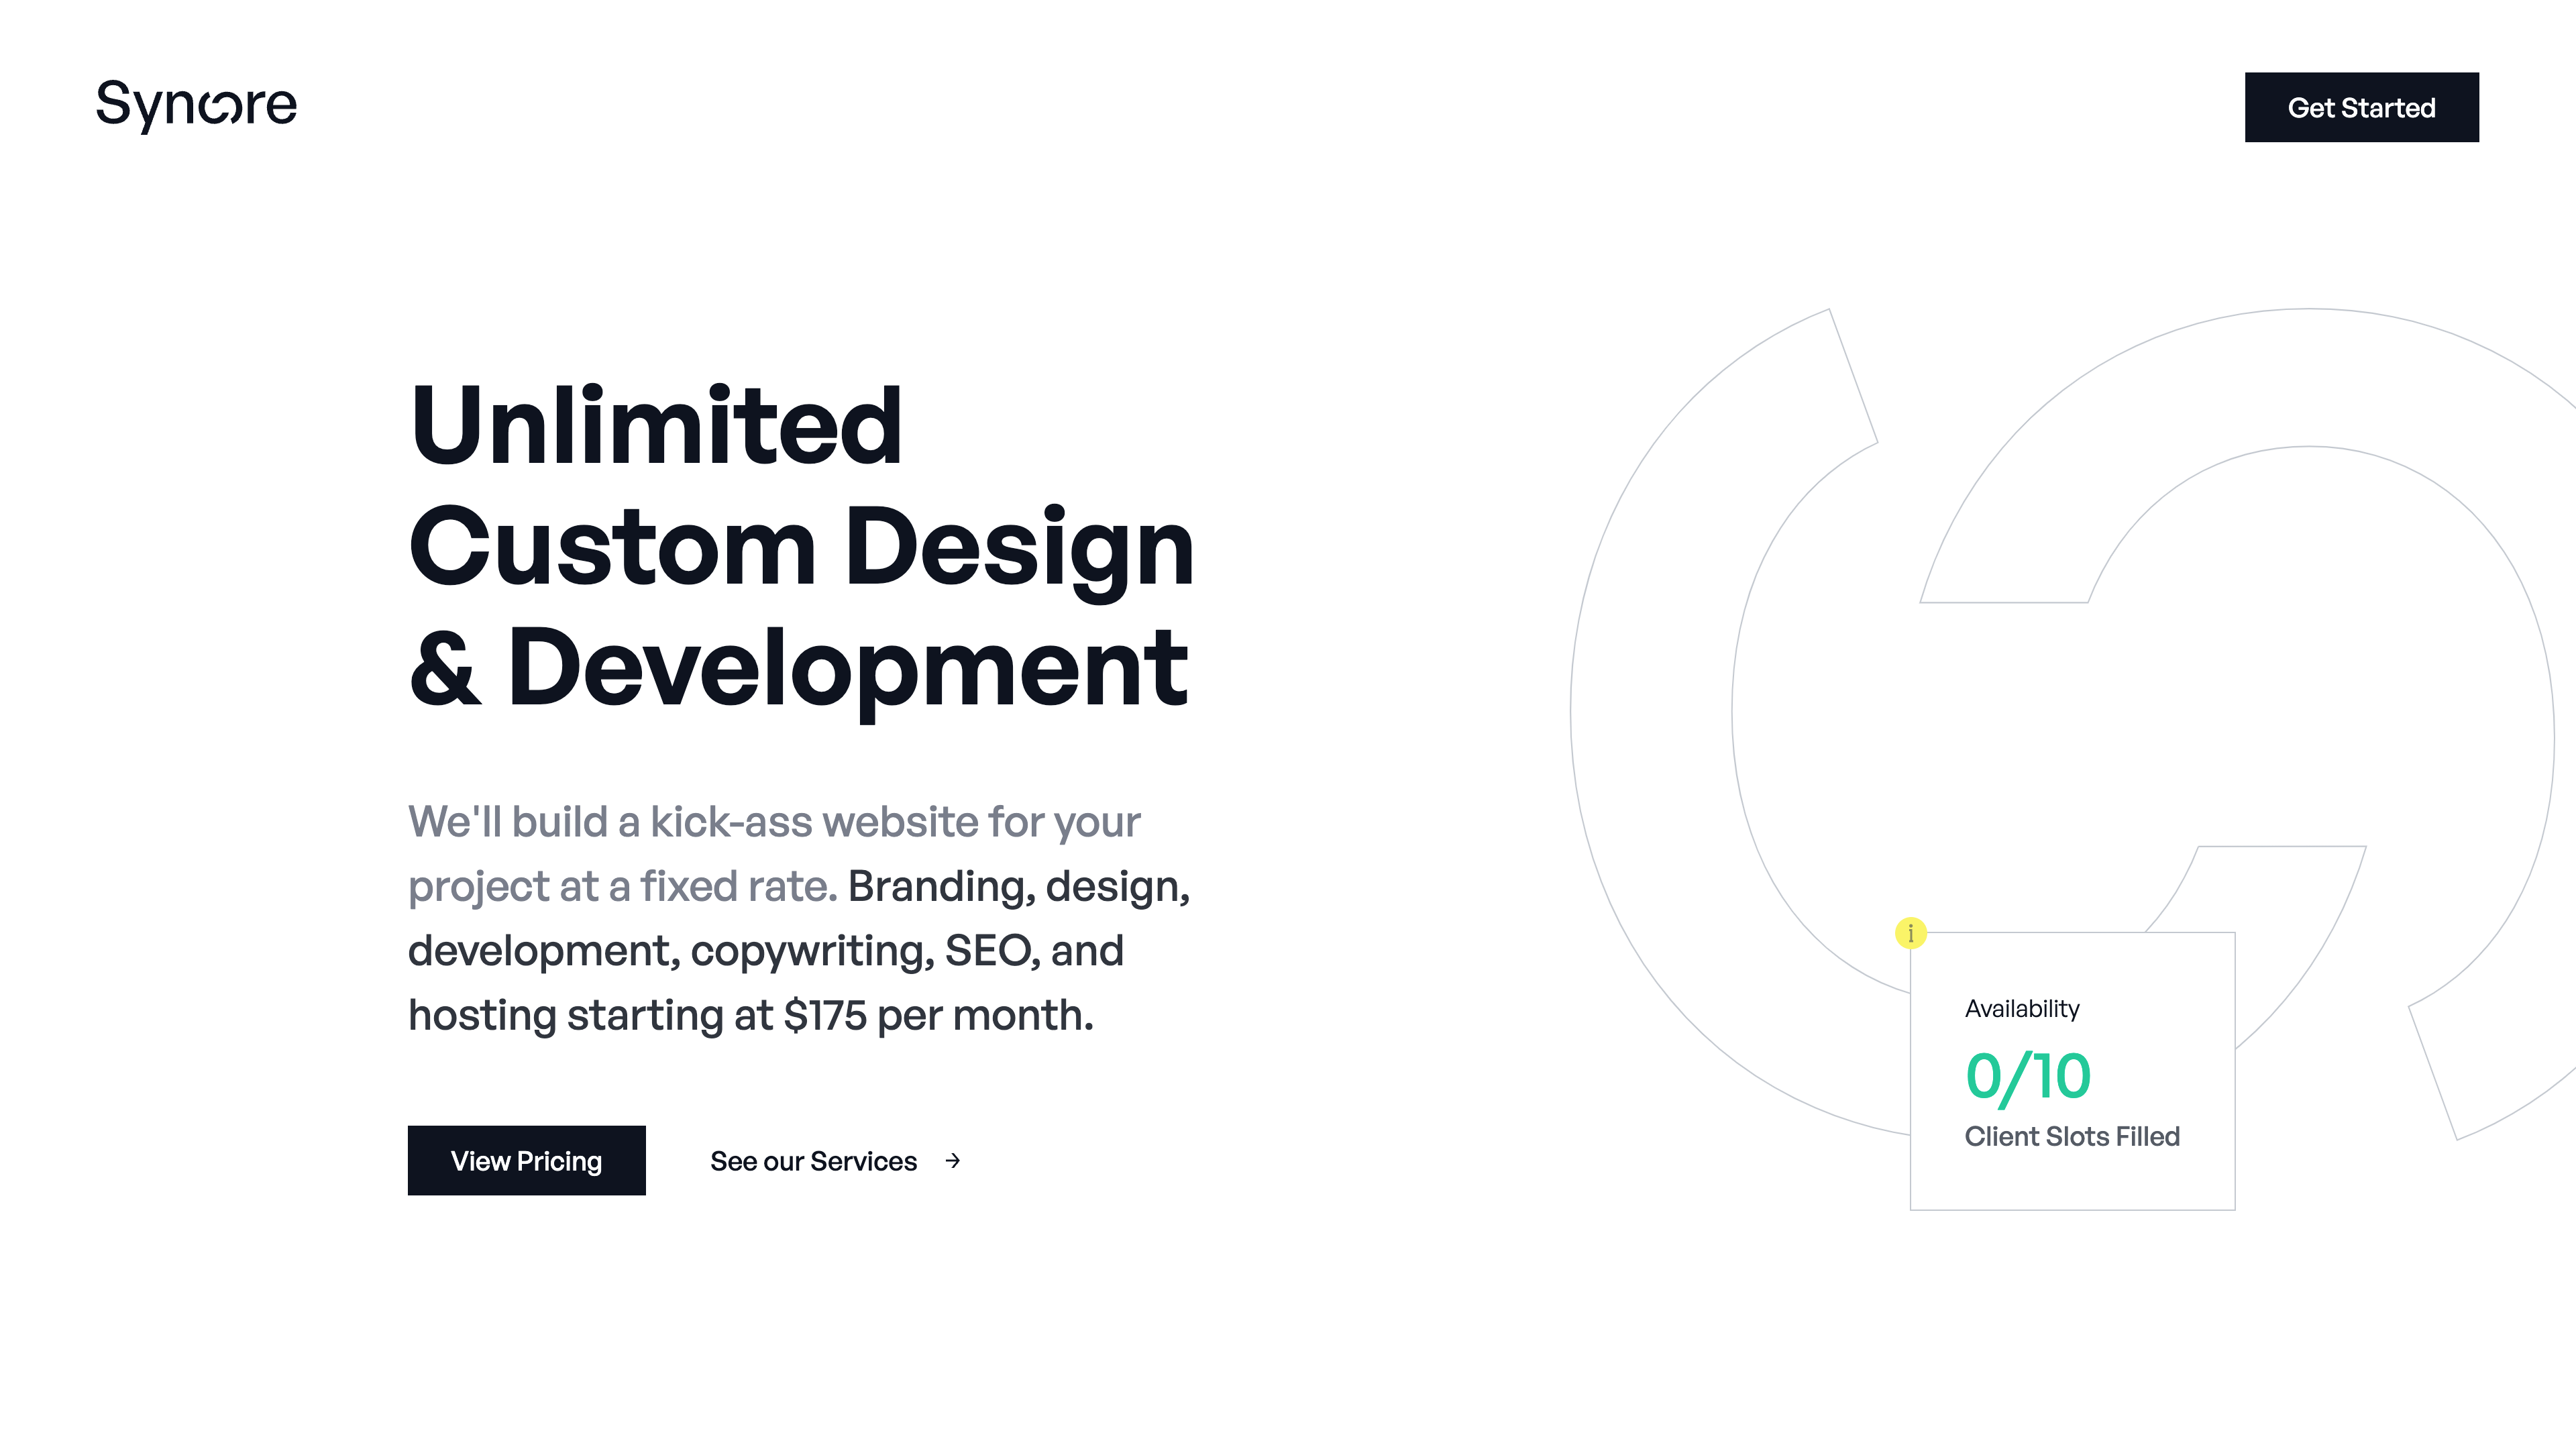 Syncore
Get Started
Unlimited
Custom Design
& Development
We'll build a kick-ass website for your
project at a fixed rate. Branding, design,
development, copywriting, SEO, and
hosting starting at $175 per month.
View Pricing
See our Services →
i
Availability
0/10
Client Slots Filled